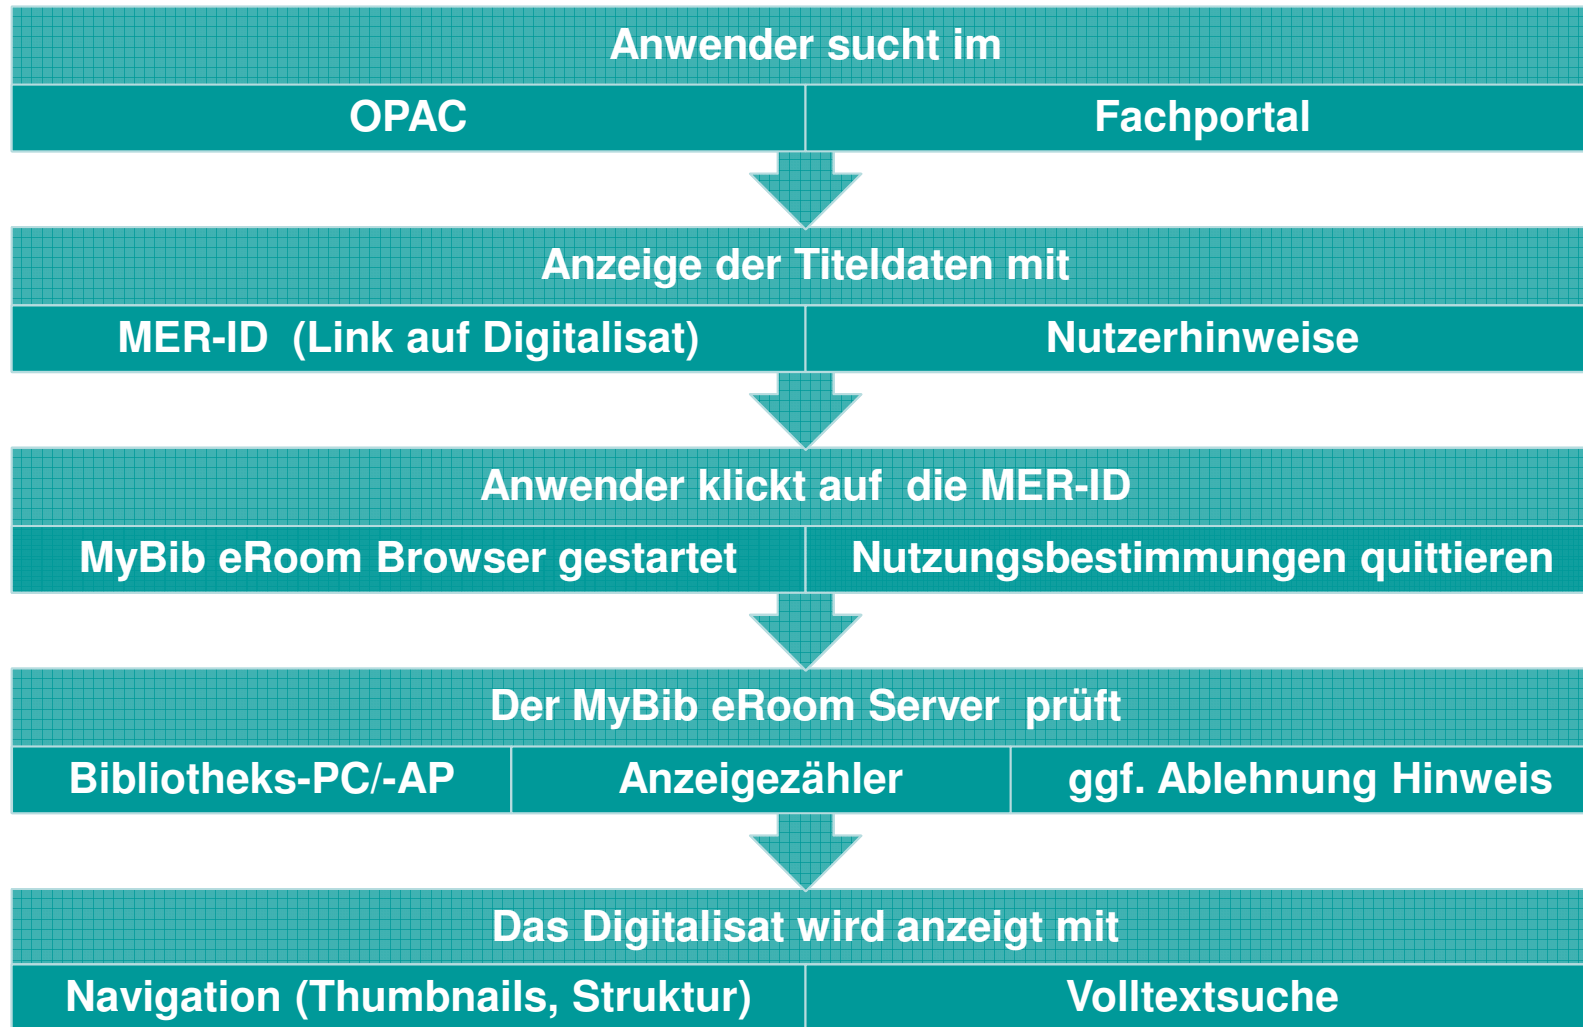 Anwender sucht im
OPAC
Fachportal
Anzeige der Titeldaten mit
MER-ID (Link auf Digitalisat)
Nutzerhinweise
Anwender klickt auf die MER-ID
MyBib eRoom Browser gestartet
Nutzungsbestimmungen quittieren
Der MyBib eRoom Server prüft
Bibliotheks-PC/-AP
Anzeigezähler
ggf. Ablehnung Hinweis
Das Digitalisat wird anzeigt mit
Navigation (Thumbnails, Struktur)
Volltextsuche